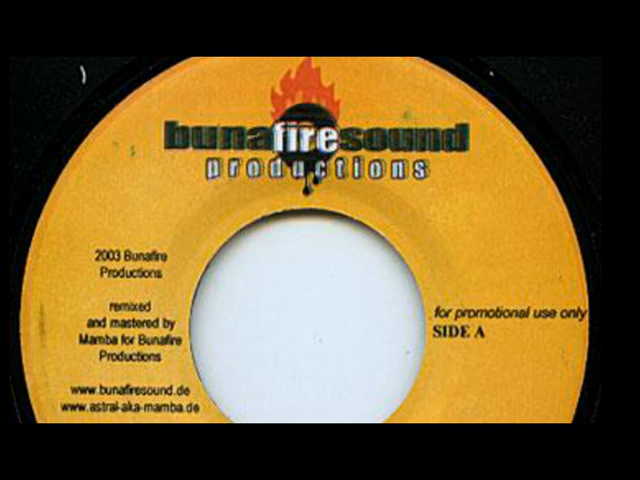 bunafiresound
productions
2003 Bunafire
Productions
remixed
and mastered by
Mamba for Bunafire
Productions
www.bunafiresound.de
www.astral-aka-mamba.de
for promotional use only
SIDE A